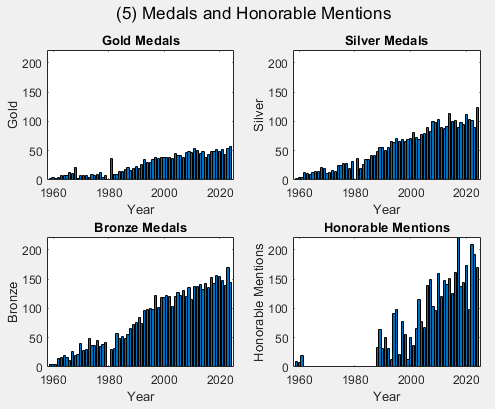 (5) Medals and Honorable Mentions
Gold Medals
Silver Medals
200
150
100
50
0
Gold
1960
1980
2000
2020
Year
200
150
100
50
0
Silver
1960
1980
2000
2020
Year
Bronze Medals
Honorable Mentions
200
150
100
50
0
Bronze
1960
1980
2000
2020
Year
200
150
100
50
0
Honorable Mentions
1960
1980
2000
2020
Year